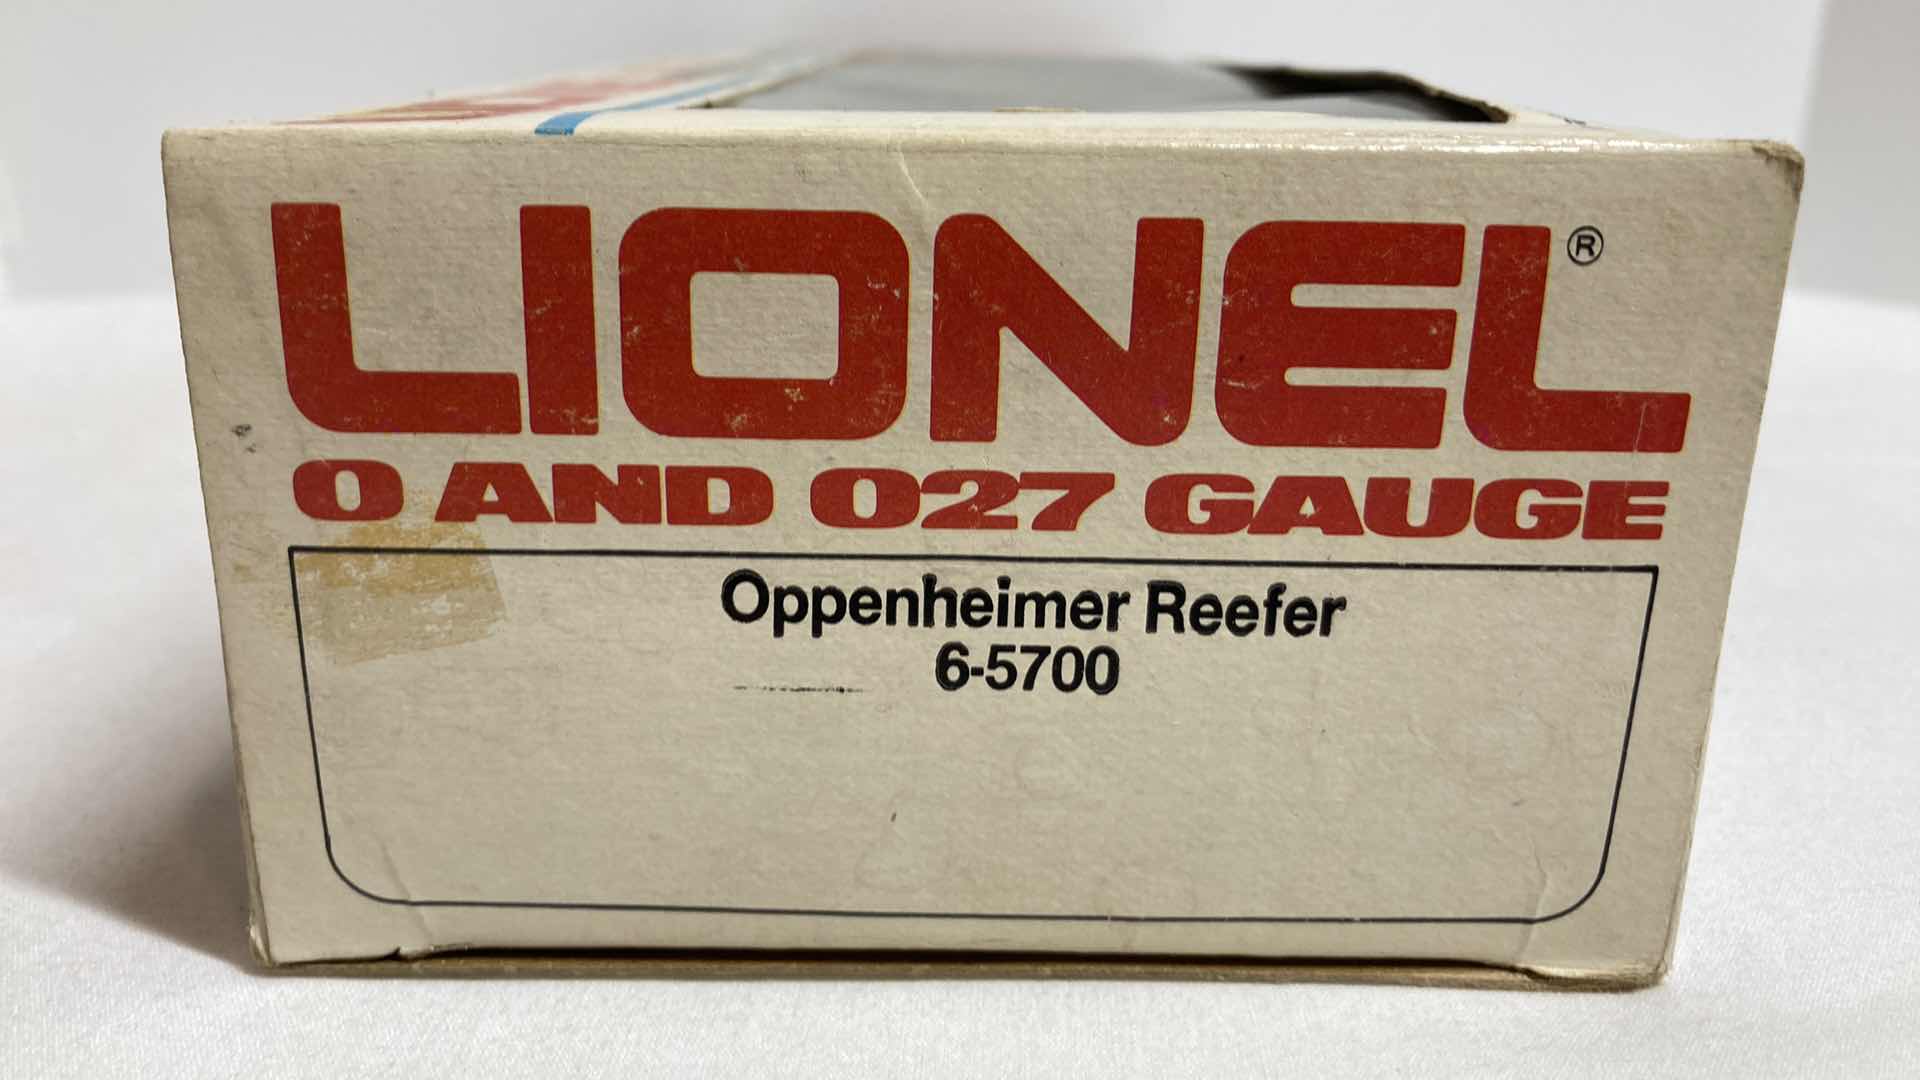 LIONEL®
O AND O27 GAUGE
Oppenheimer Reefer
6-5700